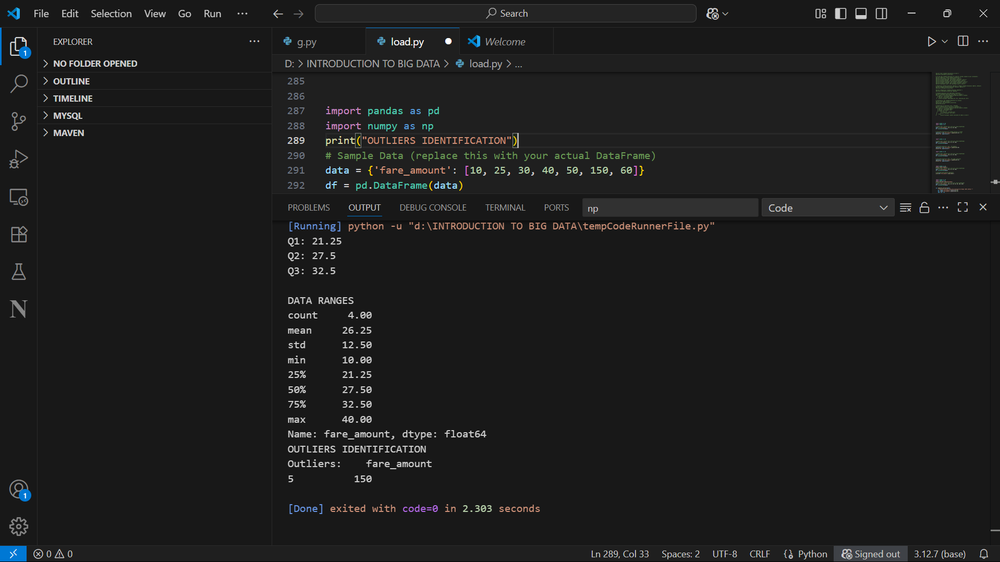 File Edit Selection View Go Run ··· Search
EXPLORER ···
1
NO FOLDER OPENED
OUTLINE
TIMELINE
MYSQL
MAVEN
N
1
g.py load.py Welcome
D: > INTRODUCTION TO BIG DATA > load.py > ...
285
286
287 import pandas as pd
288 import numpy as np
289 print("OUTLIERS IDENTIFICATION")
290 # Sample Data (replace this with your actual DataFrame)
291 data = {'fare_amount': [10, 25, 30, 40, 50, 150, 60]}
292 df = pd.DataFrame(data)
PROBLEMS OUTPUT DEBUG CONSOLE TERMINAL PORTS np Code
[Running] python -u "d:\INTRODUCTION TO BIG DATA\tempCodeRunnerFile.py"
Q1: 21.25
Q2: 27.5
Q3: 32.5
DATA RANGES
count 4.00
mean 26.25
std 12.50
min 10.00
25% 21.25
50% 27.50
75% 32.50
max 40.00
Name: fare_amount, dtype: float64
OUTLIERS IDENTIFICATION
Outliers: fare_amount
5 150
[Done] exited with code=0 in 2.303 seconds
0 0 Ln 289, Col 33 Spaces: 2 UTF-8 CRLF Python Signed out 3.12.7 (base)